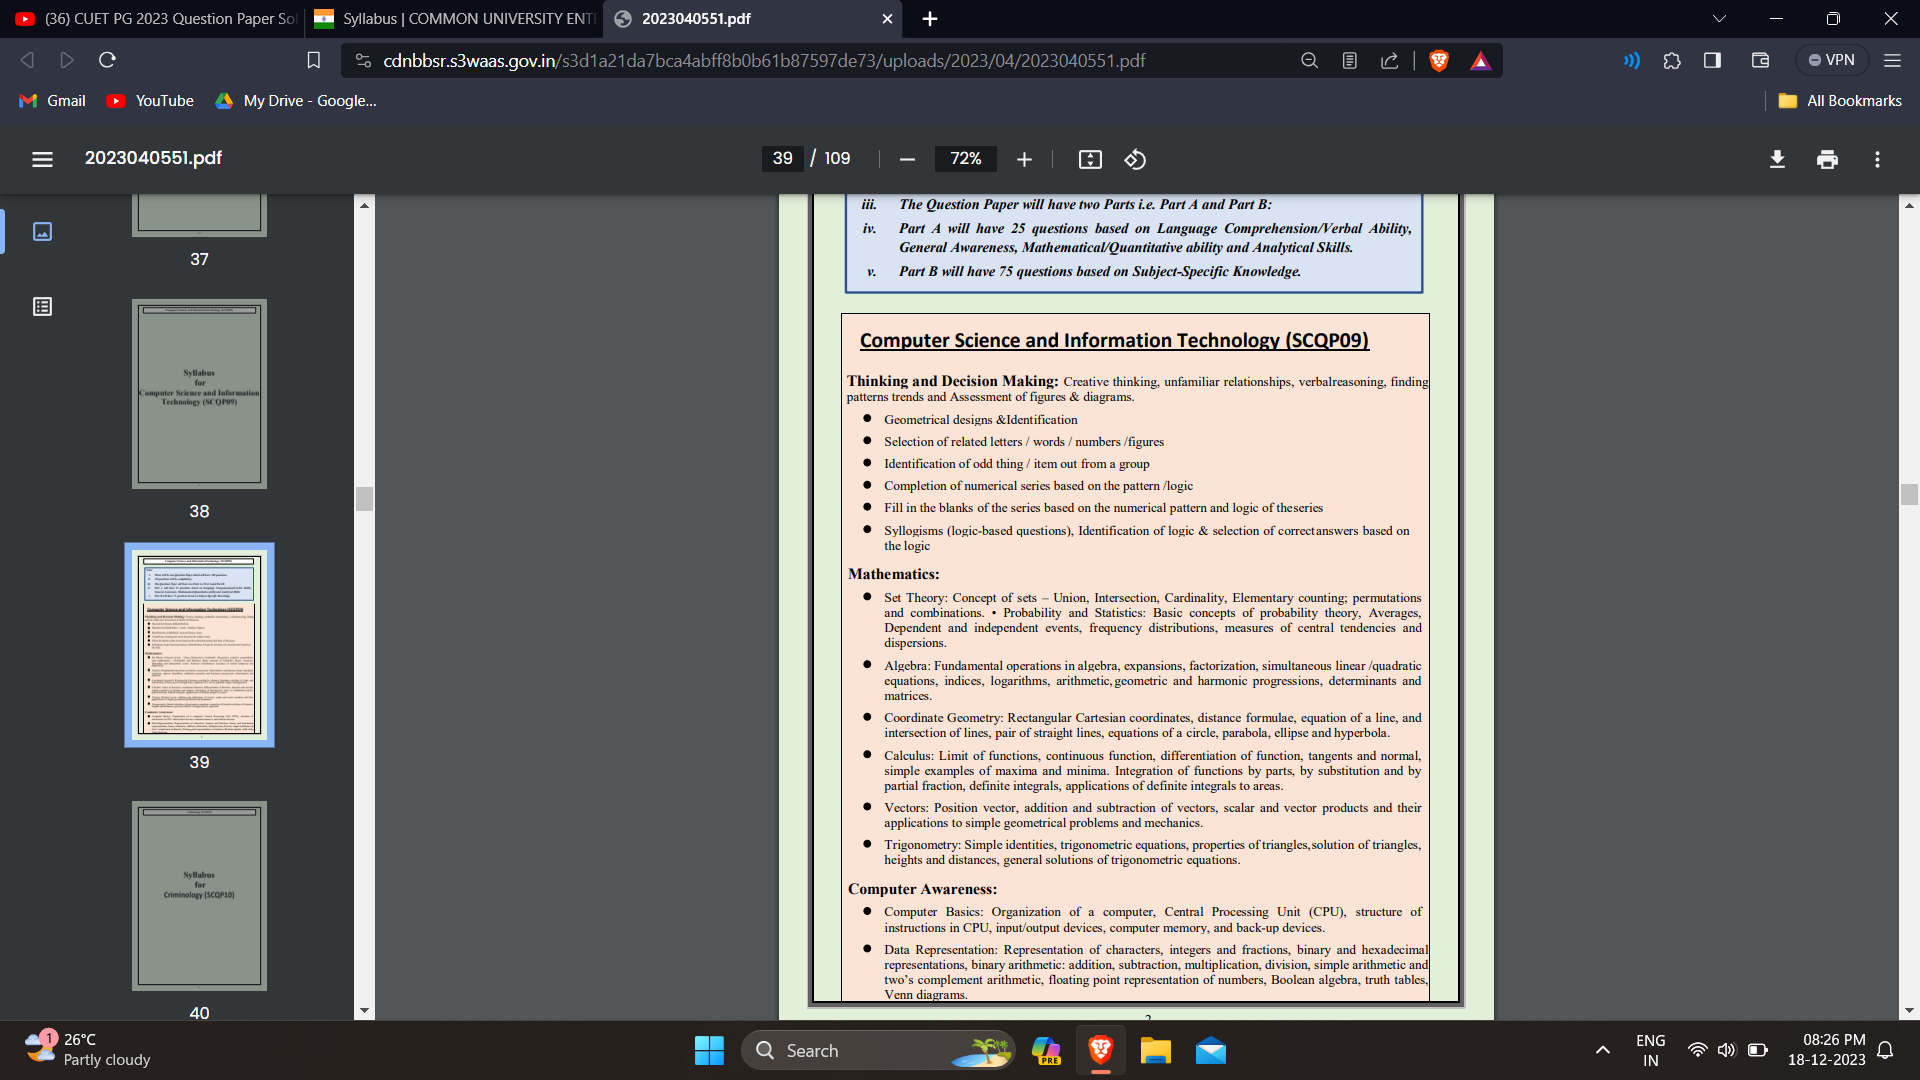 (36) CUET PG 2023 Question Paper Sol
Syllabus | COMMON UNIVERSITY ENT
2023040551.pdf
cdnbbsr.s3waas.gov.in/s3d1a21da7bca4abff8b0b61b87597de73/uploads/2023/04/2023040551.pdf
VPN
Gmail
YouTube
My Drive - Google...
All Bookmarks
2023040551.pdf
39 / 109
72%
37
Syllabus
for
Computer Science and Information
Technology (SCQP09)
38
39
Syllabus
for
Criminology (SCQP10)
40
iii. The Question Paper will have two Parts i.e. Part A and Part B:
iv. Part A will have 25 questions based on Language Comprehension/Verbal Ability,
General Awareness, Mathematical/Quantitative ability and Analytical Skills.
v. Part B will have 75 questions based on Subject-Specific Knowledge.
Computer Science and Information Technology (SCQP09)
Thinking and Decision Making: Creative thinking, unfamiliar relationships, verbalreasoning, finding
patterns trends and Assessment of figures & diagrams.
● Geometrical designs &Identification
● Selection of related letters / words / numbers /figures
● Identification of odd thing / item out from a group
● Completion of numerical series based on the pattern /logic
● Fill in the blanks of the series based on the numerical pattern and logic of theseries
● Syllogisms (logic-based questions), Identification of logic & selection of correctanswers based on
the logic
Mathematics:
● Set Theory: Concept of sets – Union, Intersection, Cardinality, Elementary counting; permutations
and combinations. • Probability and Statistics: Basic concepts of probability theory, Averages,
Dependent and independent events, frequency distributions, measures of central tendencies and
dispersions.
● Algebra: Fundamental operations in algebra, expansions, factorization, simultaneous linear /quadratic
equations, indices, logarithms, arithmetic,geometric and harmonic progressions, determinants and
matrices.
● Coordinate Geometry: Rectangular Cartesian coordinates, distance formulae, equation of a line, and
intersection of lines, pair of straight lines, equations of a circle, parabola, ellipse and hyperbola.
● Calculus: Limit of functions, continuous function, differentiation of function, tangents and normal,
simple examples of maxima and minima. Integration of functions by parts, by substitution and by
partial fraction, definite integrals, applications of definite integrals to areas.
● Vectors: Position vector, addition and subtraction of vectors, scalar and vector products and their
applications to simple geometrical problems and mechanics.
● Trigonometry: Simple identities, trigonometric equations, properties of triangles,solution of triangles,
heights and distances, general solutions of trigonometric equations.
Computer Awareness:
● Computer Basics: Organization of a computer, Central Processing Unit (CPU), structure of
instructions in CPU, input/output devices, computer memory, and back-up devices.
● Data Representation: Representation of characters, integers and fractions, binary and hexadecimal
representations, binary arithmetic: addition, subtraction, multiplication, division, simple arithmetic and
two's complement arithmetic, floating point representation of numbers, Boolean algebra, truth tables,
Venn diagrams.
1
26°C
Partly cloudy
Search
PRE
ENG
IN
08:26 PM
18-12-2023